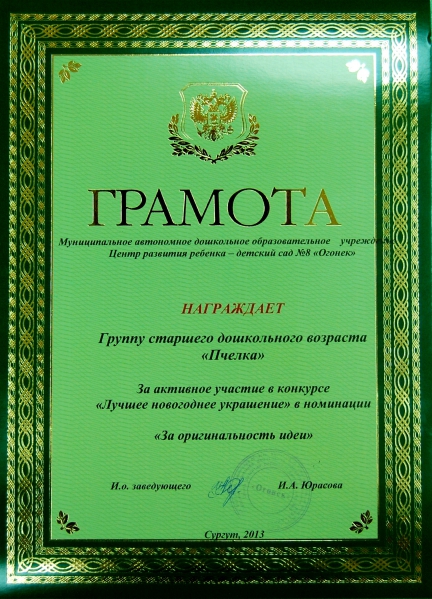 ГРАМОТА
Муниципальное автономное дошкольное образовательное учрежден
Центр развития ребенка – детский сад №8 «Огонек»
НАГРАЖДАЕТ
Группу старшего дошкольного возраста
«Пчелка»
За активное участие в конкурсе
«Лучшее новогоднее украшение» в номинации
«За оригинальность идеи»
И.о. заведующего И.А. Юрасова
Сургут, 2013